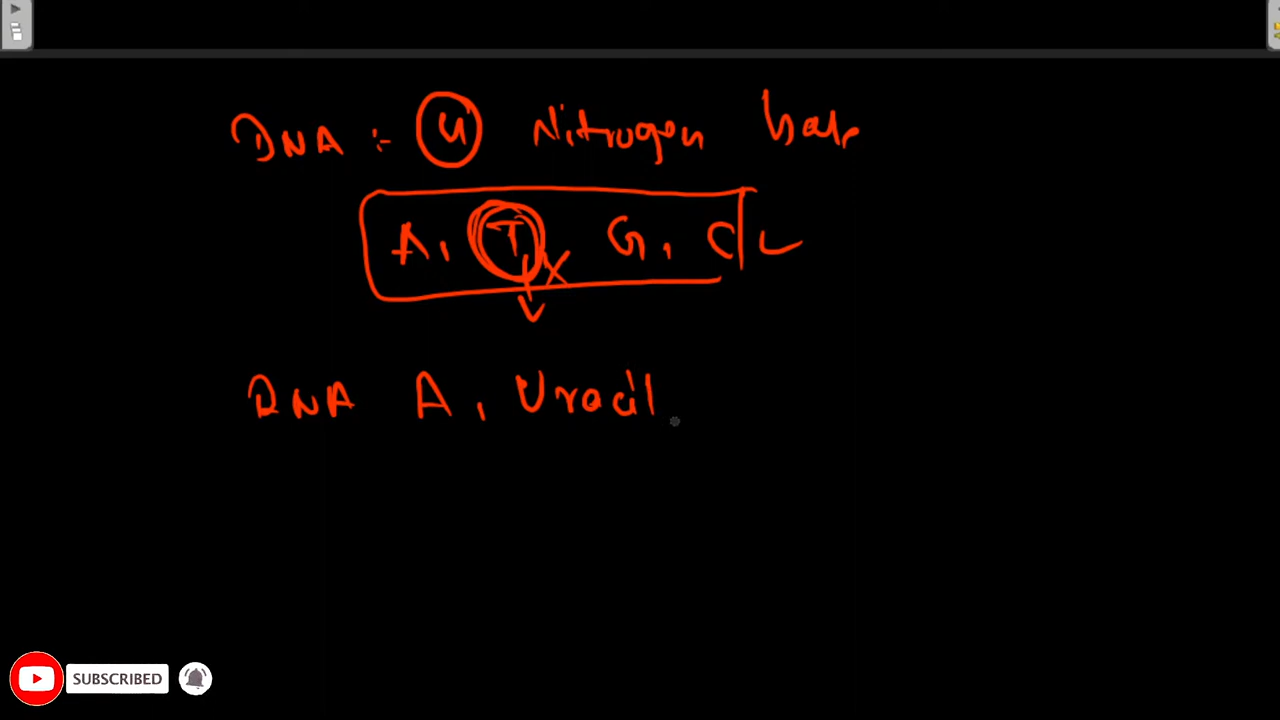 DNA :- 4 Nitrogen base
A, T, G, C
RNA A, Uracil
SUBSCRIBED